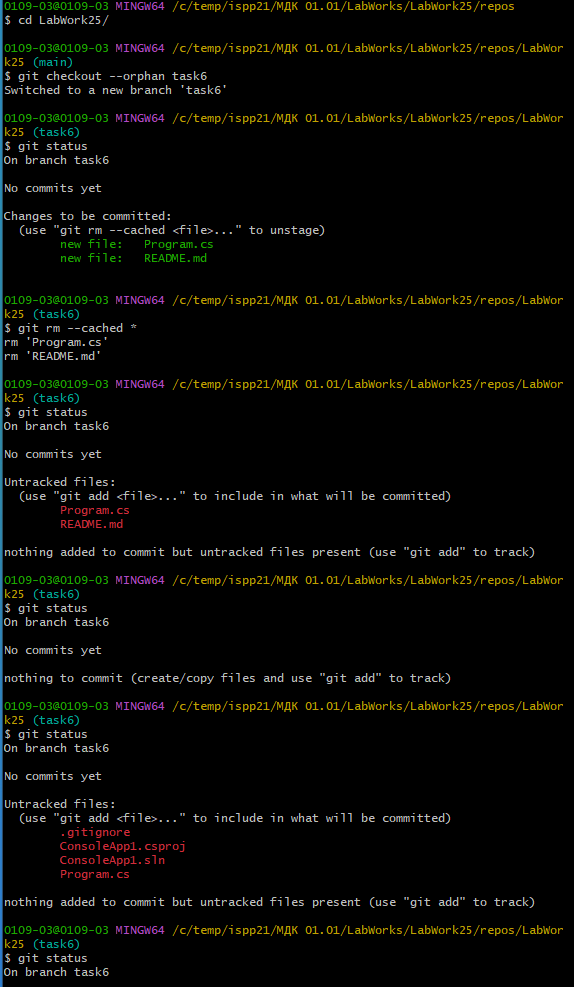 0109-03@0109-03 MINGW64 /c/temp/ispp21/МДК 01.01/LabWorks/LabWork25/repos
$ cd LabWork25/
0109-03@0109-03 MINGW64 /c/temp/ispp21/МДК 01.01/LabWorks/LabWork25/repos/LabWor
k25 (main)
$ git checkout --orphan task6
Switched to a new branch 'task6'
0109-03@0109-03 MINGW64 /c/temp/ispp21/МДК 01.01/LabWorks/LabWork25/repos/LabWor
k25 (task6)
$ git status
On branch task6
No commits yet
Changes to be committed:
  (use "git rm --cached <file>..." to unstage)
        new file:   Program.cs
        new file:   README.md
0109-03@0109-03 MINGW64 /c/temp/ispp21/МДК 01.01/LabWorks/LabWork25/repos/LabWor
k25 (task6)
$ git rm --cached *
rm 'Program.cs'
rm 'README.md'
0109-03@0109-03 MINGW64 /c/temp/ispp21/МДК 01.01/LabWorks/LabWork25/repos/LabWor
k25 (task6)
$ git status
On branch task6
No commits yet
Untracked files:
  (use "git add <file>..." to include in what will be committed)
        Program.cs
        README.md
nothing added to commit but untracked files present (use "git add" to track)
0109-03@0109-03 MINGW64 /c/temp/ispp21/МДК 01.01/LabWorks/LabWork25/repos/LabWor
k25 (task6)
$ git status
On branch task6
No commits yet
nothing to commit (create/copy files and use "git add" to track)
0109-03@0109-03 MINGW64 /c/temp/ispp21/МДК 01.01/LabWorks/LabWork25/repos/LabWor
k25 (task6)
$ git status
On branch task6
No commits yet
Untracked files:
  (use "git add <file>..." to include in what will be committed)
        .gitignore
        ConsoleApp1.csproj
        ConsoleApp1.sln
        Program.cs
nothing added to commit but untracked files present (use "git add" to track)
0109-03@0109-03 MINGW64 /c/temp/ispp21/МДК 01.01/LabWorks/LabWork25/repos/LabWor
k25 (task6)
$ git status
On branch task6